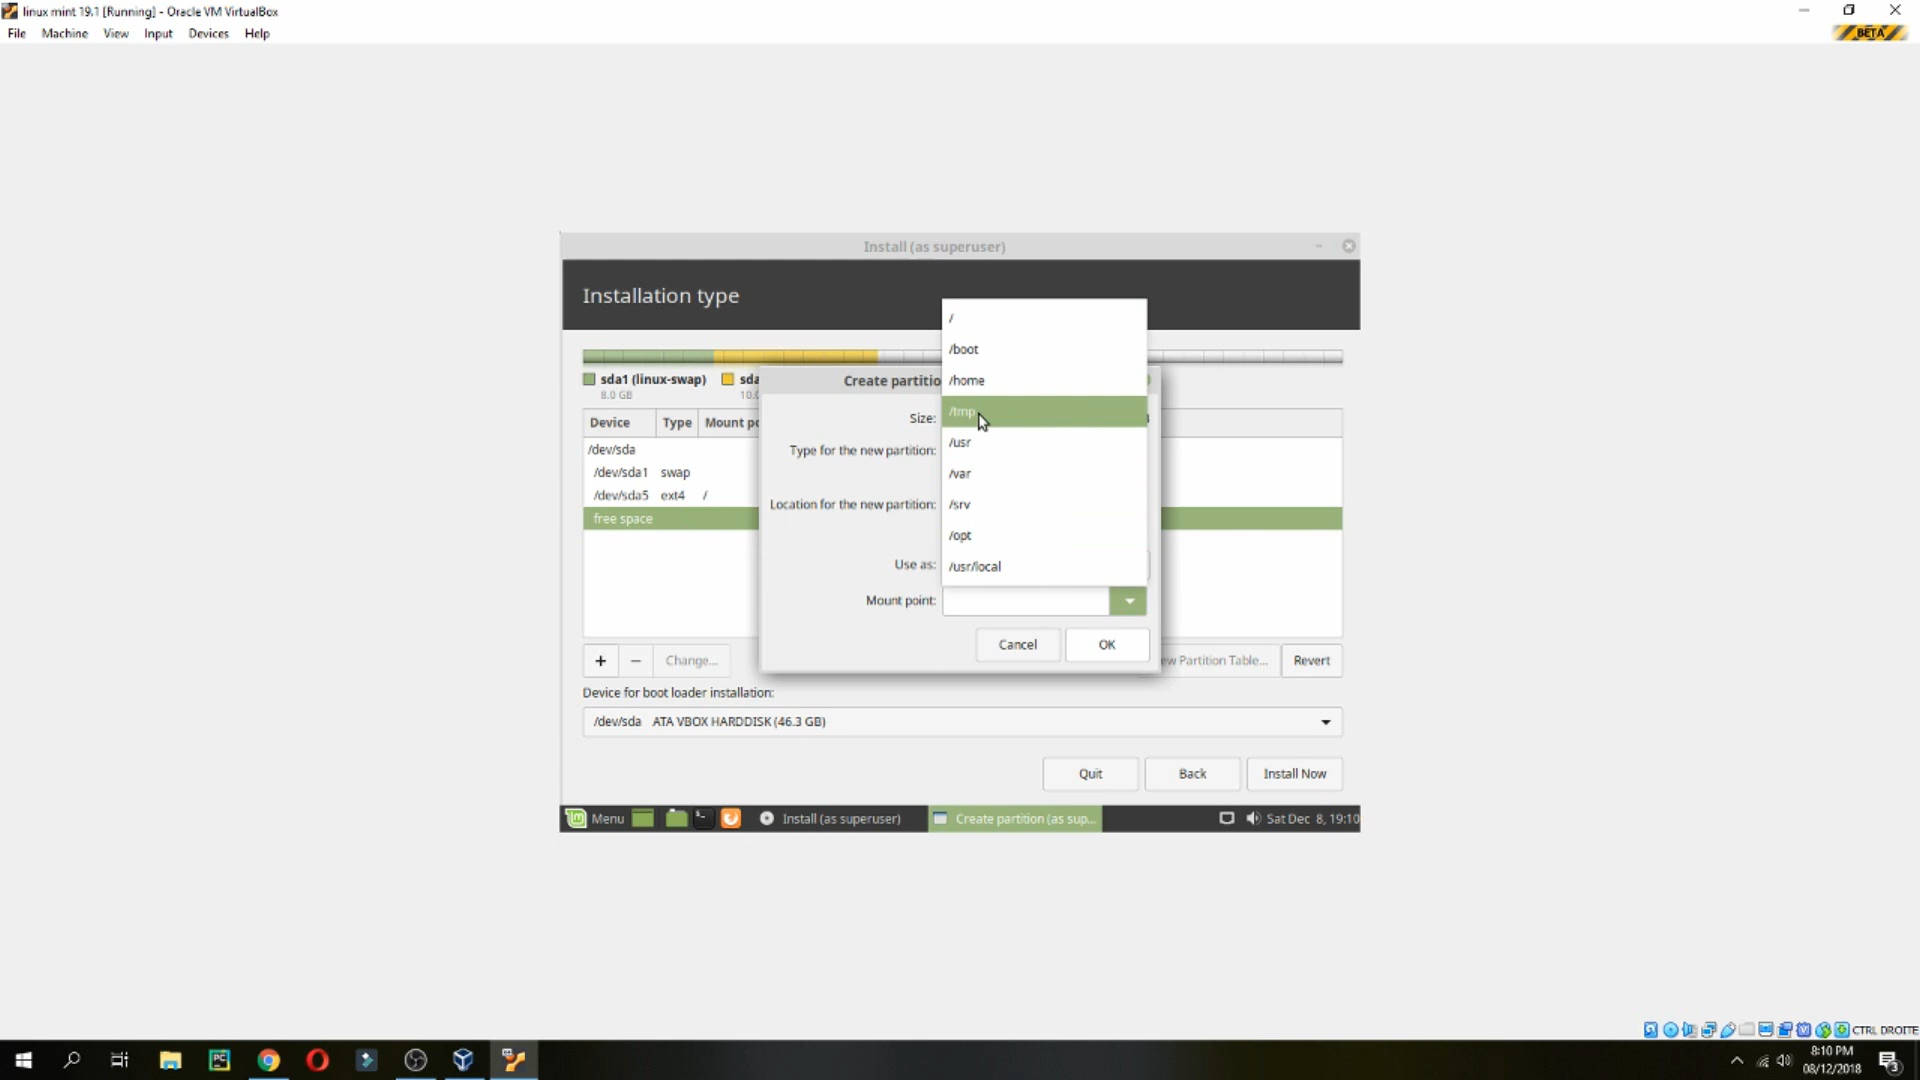 linux mint 19.1 [Running] - Oracle VM VirtualBox
File Machine View Input Devices Help
BETA
Install (as superuser)
Installation type
/
/boot
/home
/tmp
/usr
/var
/srv
/opt
/usr/local
sda1 (linux-swap)
8.0 GB
sda
10.
Create partitio
Size:
Type for the new partition:
Location for the new partition:
Use as:
Mount point:
Cancel
OK
Device Type Mount po
/dev/sda
/dev/sda1 swap
/dev/sda5 ext4 /
free space
+ - Change...
ew Partition Table... Revert
Device for boot loader installation:
/dev/sda ATA VBOX HARDDISK (46.3 GB)
Quit Back Install Now
Menu
Install (as superuser)
Create partition (as sup...
Sat Dec 8, 19:10
CTRL DROITE
PC
8:10 PM
08/12/2018
3